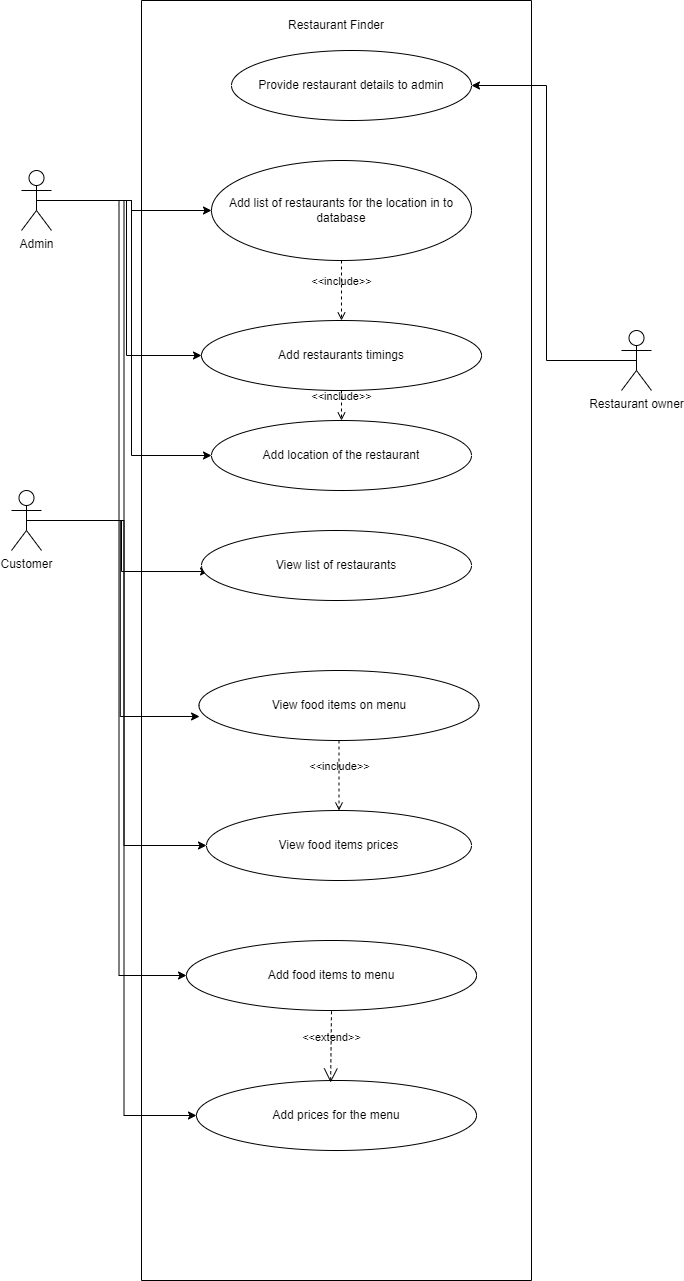 Restaurant Finder
Provide restaurant details to admin
Add list of restaurants for the location in to
database
Admin
<<include>>
Add restaurants timings
<<include>>
Restaurant owner
Add location of the restaurant
Customer
View list of restaurants
View food items on menu
<<include>>
View food items prices
Add food items to menu
<<extend>>
Add prices for the menu